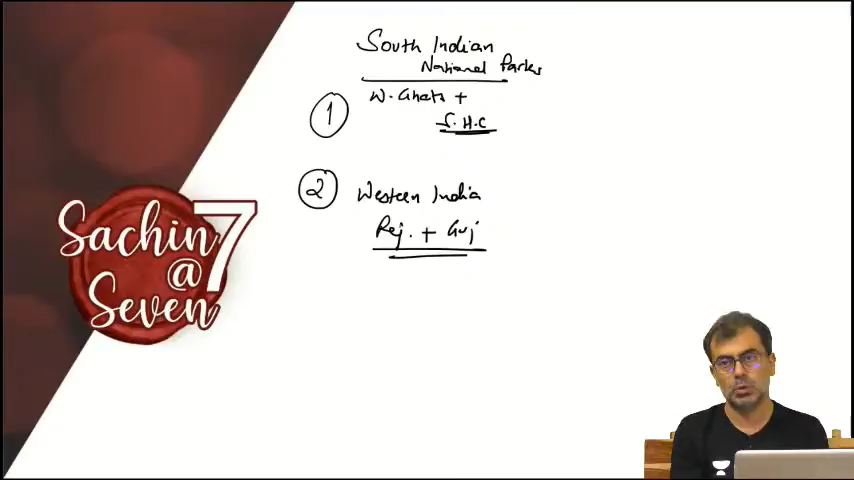 South Indian
National Parks
1
W. Ghats +
S.H.C
2
Western India
Raj. + Guj
Sachin
@7
Seven